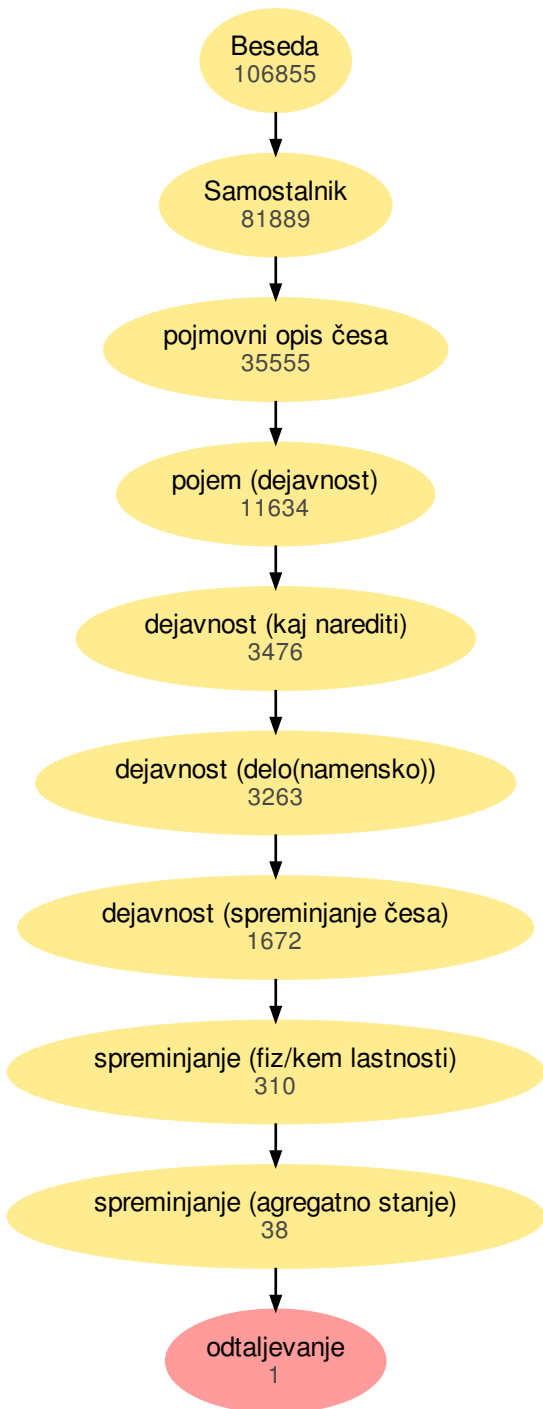 Beseda
106855
Samostalnik
81889
pojmovni opis česa
35555
pojem (dejavnost)
11634
dejavnost (kaj narediti)
3476
dejavnost (delo(namensko))
3263
dejavnost (spreminjanje česa)
1672
spreminjanje (fiz/kem lastnosti)
310
spreminjanje (agregatno stanje)
38
odtaljevanje
1